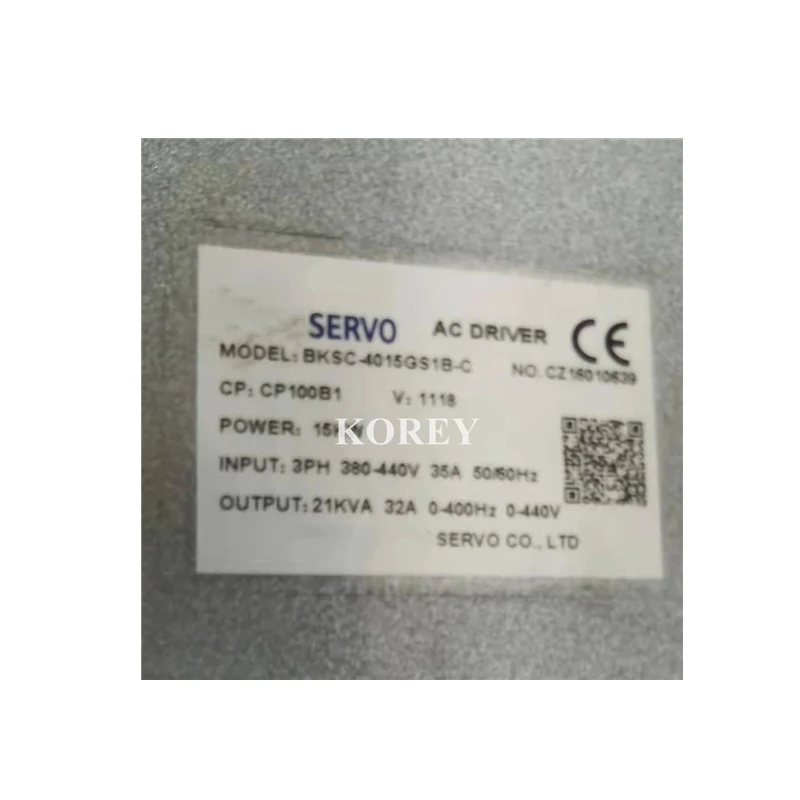 SERVO AC DRIVER CE
MODEL: BKSC-4015GS1B-C NO. CZ16010639
CP: CP100B1 V: 1118
POWER: 15KW
KOREY
INPUT: 3PH 380-440V 35A 50/60Hz
OUTPUT: 21KVA 32A 0-400Hz 0-440V
SERVO CO., LTD